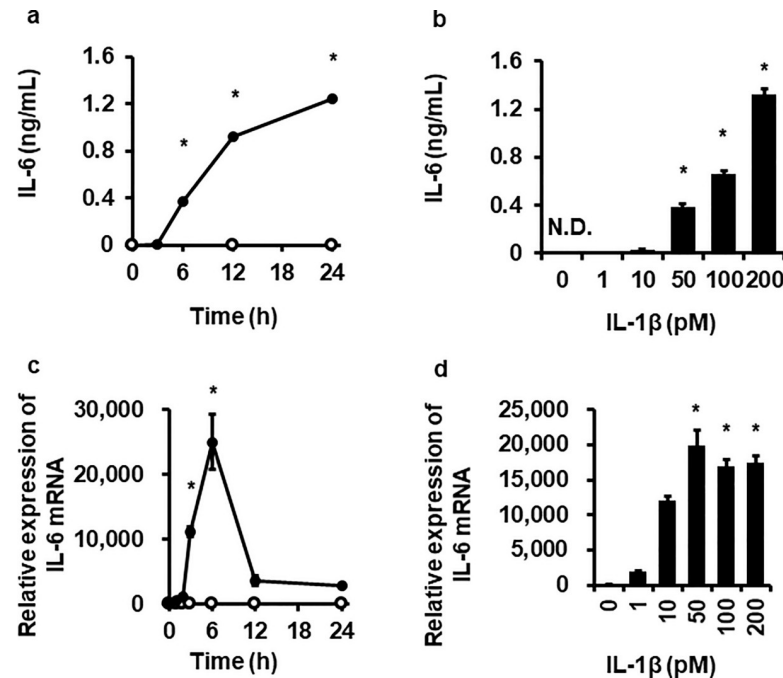 a
IL-6 (ng/mL)
1.6
1.2
0.8
0.4
0
*
*
*
0 6 12 18 24
Time (h)
b
IL-6 (ng/mL)
1.6
1.2
0.8
0.4
0
N.D.
*
*
*
0 1 10 50 100 200
IL-1β (pM)
c
Relative expression of
IL-6 mRNA
30,000
20,000
10,000
0
*
*
0 6 12 18 24
Time (h)
d
Relative expression of
IL-6 mRNA
25,000
20,000
15,000
10,000
5,000
0
* * *
0 1 10 50 100 200
IL-1β (pM)